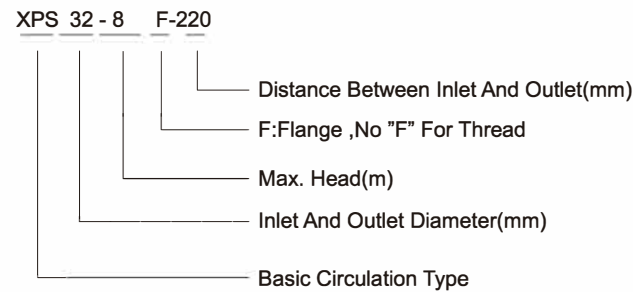 XPS 32 - 8 F-220
Distance Between Inlet And Outlet(mm)
F:Flange ,No ”F” For Thread
Max. Head(m)
Inlet And Outlet Diameter(mm)
Basic Circulation Type